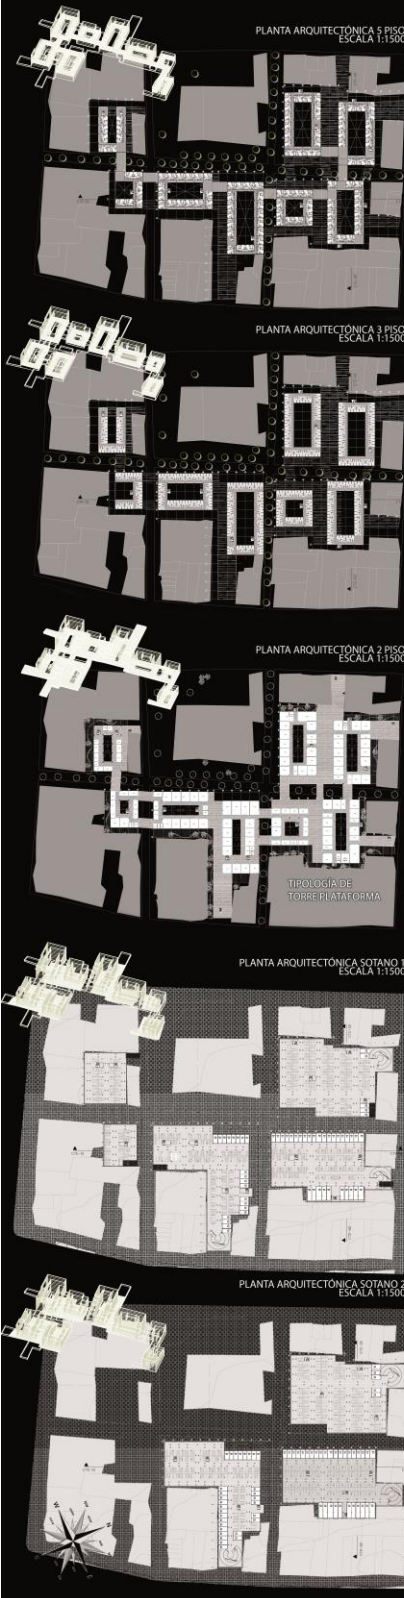 PLANTA ARQUITECTÓNICA 5 PISO
ESCALA 1:1500
PLANTA ARQUITECTÓNICA 3 PISO
ESCALA 1:1500
PLANTA ARQUITECTÓNICA 2 PISO
ESCALA 1:1500
TIPOLOGÍA DE
TORRE PLATAFORMA
PLANTA ARQUITECTÓNICA SOTANO 1
ESCALA 1:1500
PLANTA ARQUITECTÓNICA SOTANO 2
ESCALA 1:1500